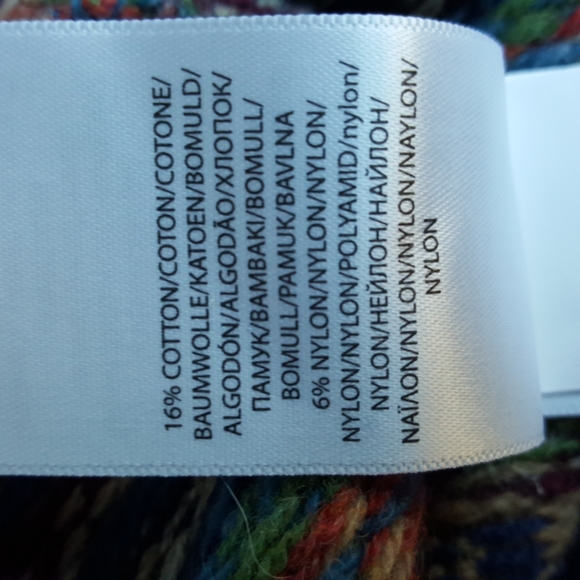 16% COTTON/COTON/COTONE/
BAUMWOLLE/KATOEN/BOMULD/
ALGODÓN/ALGODÃO/ХЛОПОК/
ПАМУК/BAMBAKI/BOMULL/
BOMULL/PAMUK/BAVLNA
6% NYLON/NYLON/NYLON/
NYLON/NYLON/POLYAMID/nylon/
NYLON/НЕЙЛОН/НАЙЛОН/
ΝΑΪΛΟΝ/NYLON/NYLON/NAYLON/
NYLON